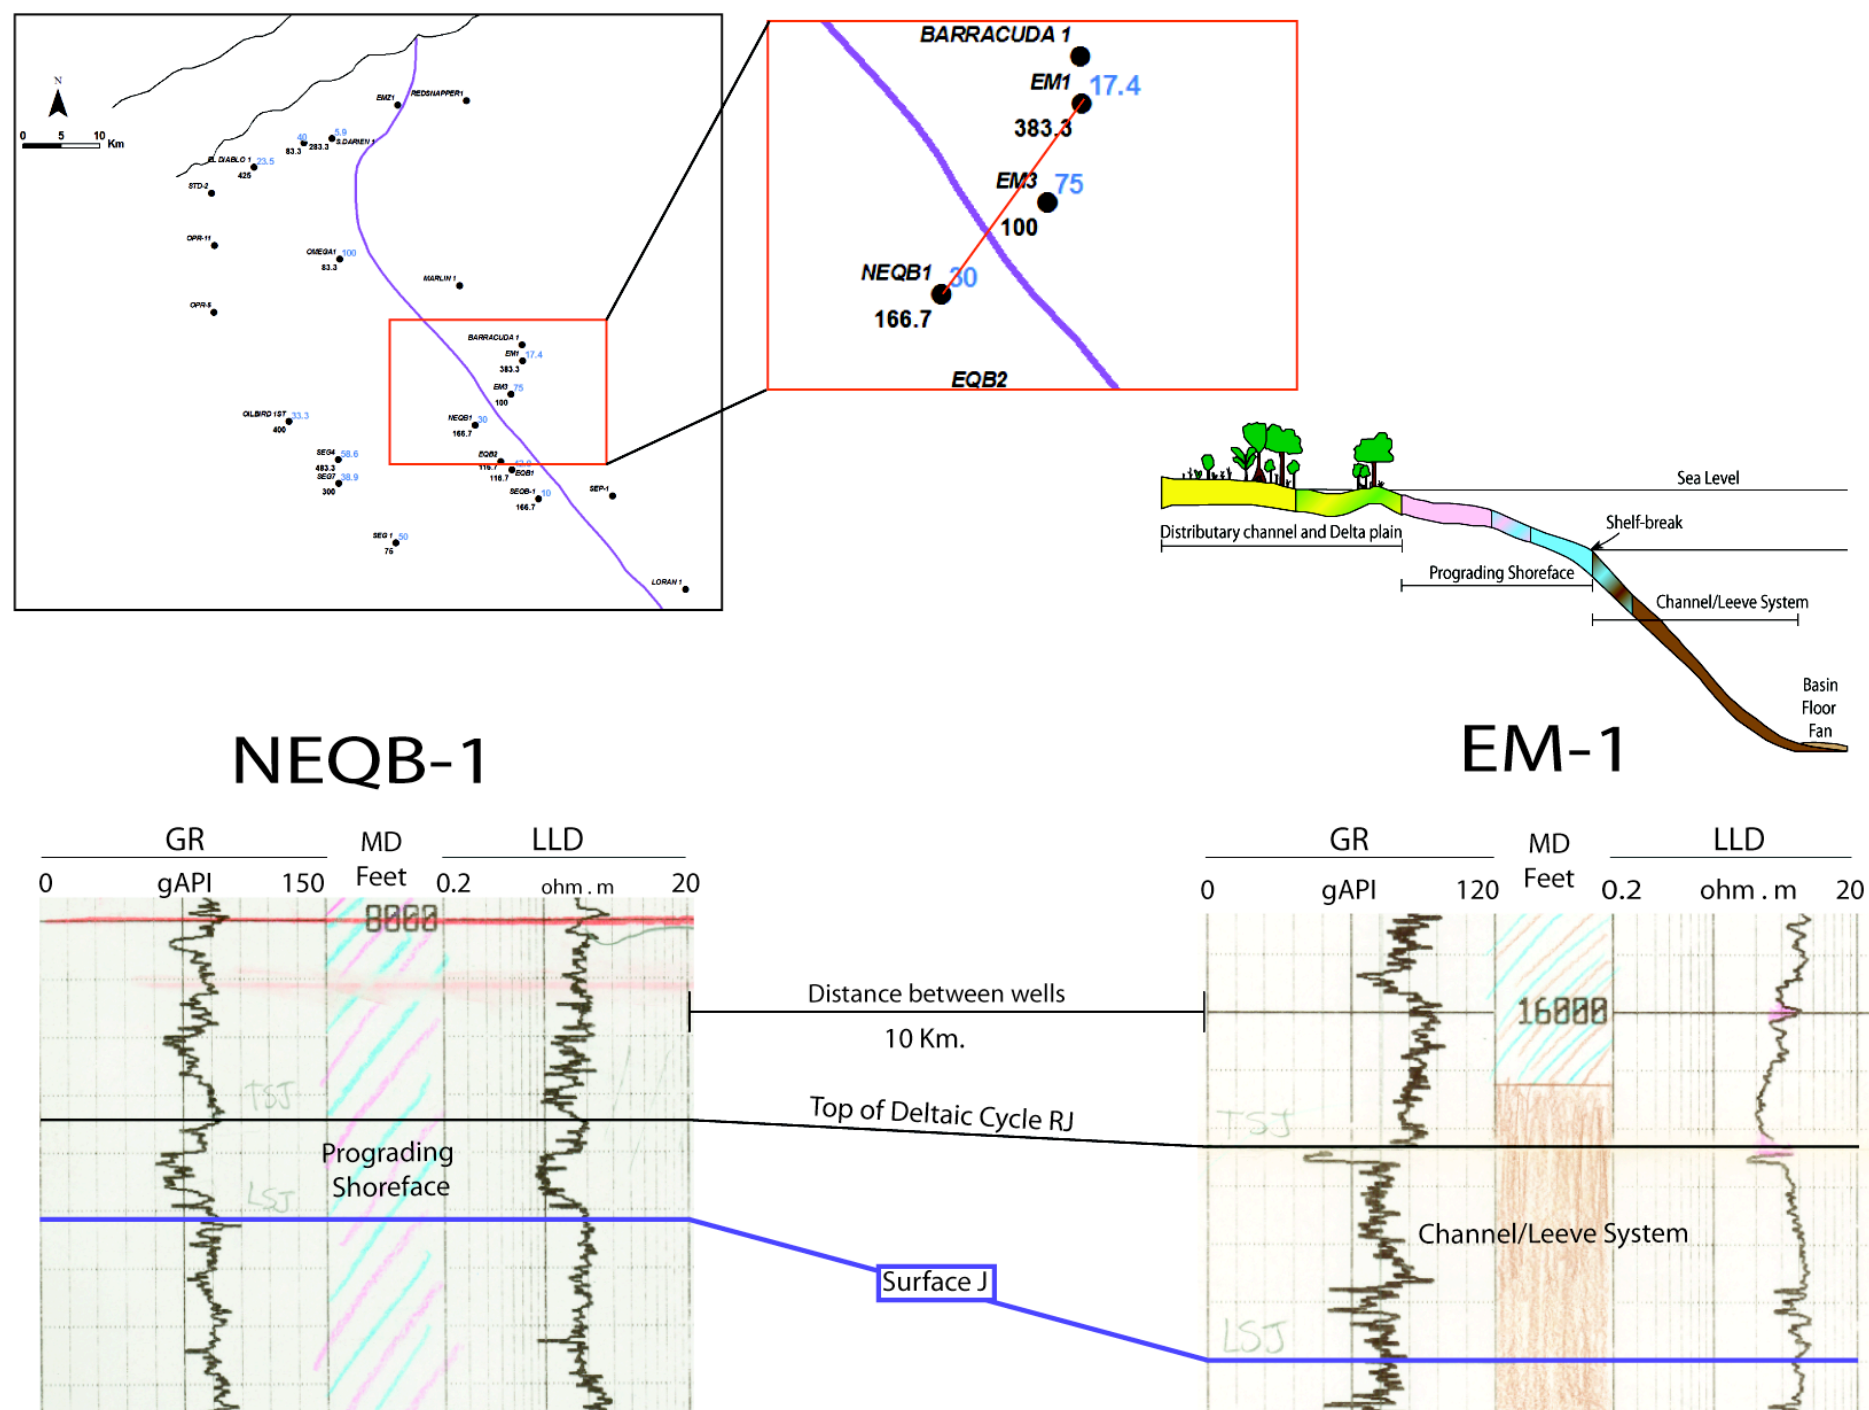 N
0 5 10 Km
EMZ1
REDSNAPPER1
40
83.3
5.9
283.3 S.DARIEN 1
EL DIABLO 1 23.5
425
STD-2
OPR-11
OMEGA1 100
83.3
MARLIN 1
OPR-5
BARRACUDA 1
EM1 17.4
383.3
EM3 75
100
NEQB1 30
166.7
OILBIRD 1ST 33.3
400
SEG4 58.6
483.3
SEG7 38.9
300
EQB2
116.7
EQB1
116.7
SEQB-1 10
166.7
SEP-1
SEG 1 50
75
LORAN 1
BARRACUDA 1
EM1 17.4
383.3
EM3 75
100
NEQB1 30
166.7
EQB2
Sea Level
Shelf-break
Distributary channel and Delta plain
Prograding Shoreface
Channel/Leeve System
Basin
Floor
Fan
NEQB-1
EM-1
GR MD LLD
Feet
0 gAPI 150 0.2 ohm . m 20
GR MD LLD
Feet
0 gAPI 120 0.2 ohm . m 20
8000
16000
Distance between wells
10 Km.
TSJ
Top of Deltaic Cycle RJ
TSJ
Prograding
Shoreface
LSJ
Channel/Leeve System
Surface J
LSJ